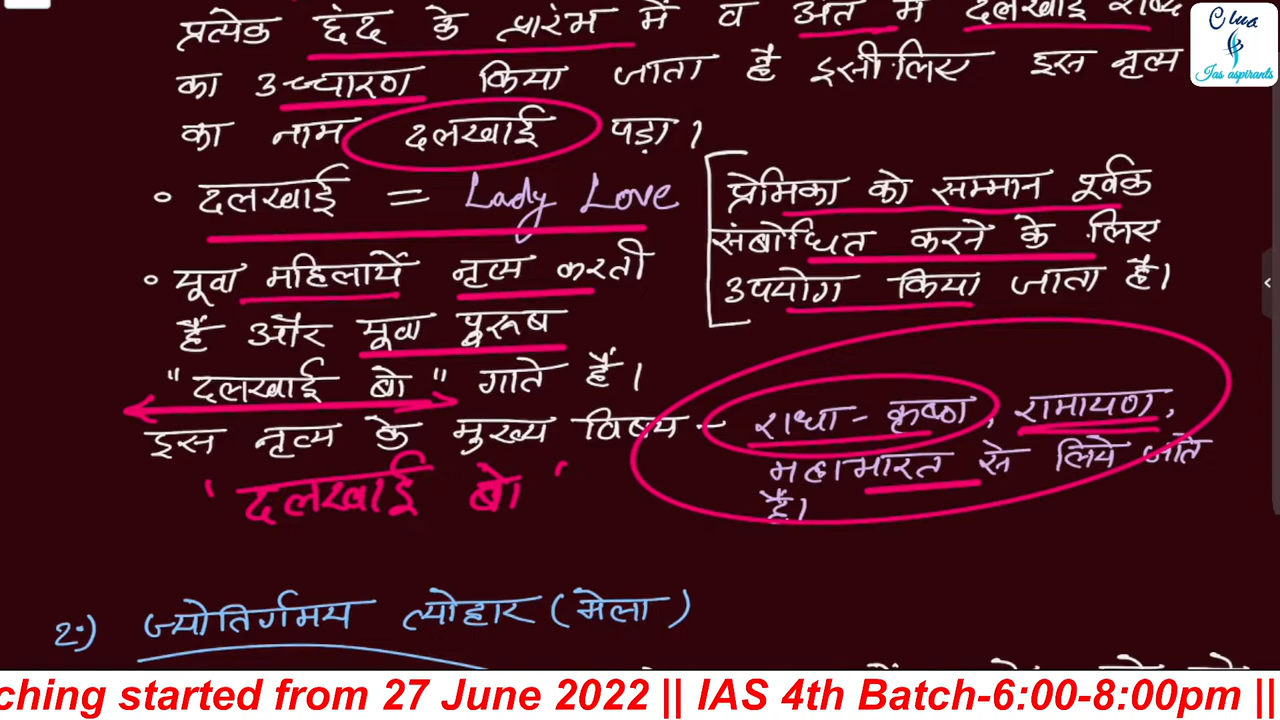 प्रत्येक छंद के प्रारंभ में व अंत में दलखाई शब्द
का उच्चारण किया जाता है इसीलिए इस नृत्य
का नाम दलखाई पड़ा।
• दलखाई = Lady Love
[प्रेमिका को सम्मान पूर्वक
संबोधित करने के लिए
उपयोग किया जाता है।
• यूवा महिलायें नृत्य करती
हैं और यूवा पुरूष
"दलखाई बो" गाते हैं।
इस नृत्य के मुख्य विषय -
राधा - कृष्ण, रामायण,
महाभारत से लिये जाते
हैं।
'दलखाई बो'
2.) ज्योतिर्गमय त्योहार (मेला)
Clua
Ias aspirants
ching started from 27 June 2022 || IAS 4th Batch-6:00-8:00pm ||